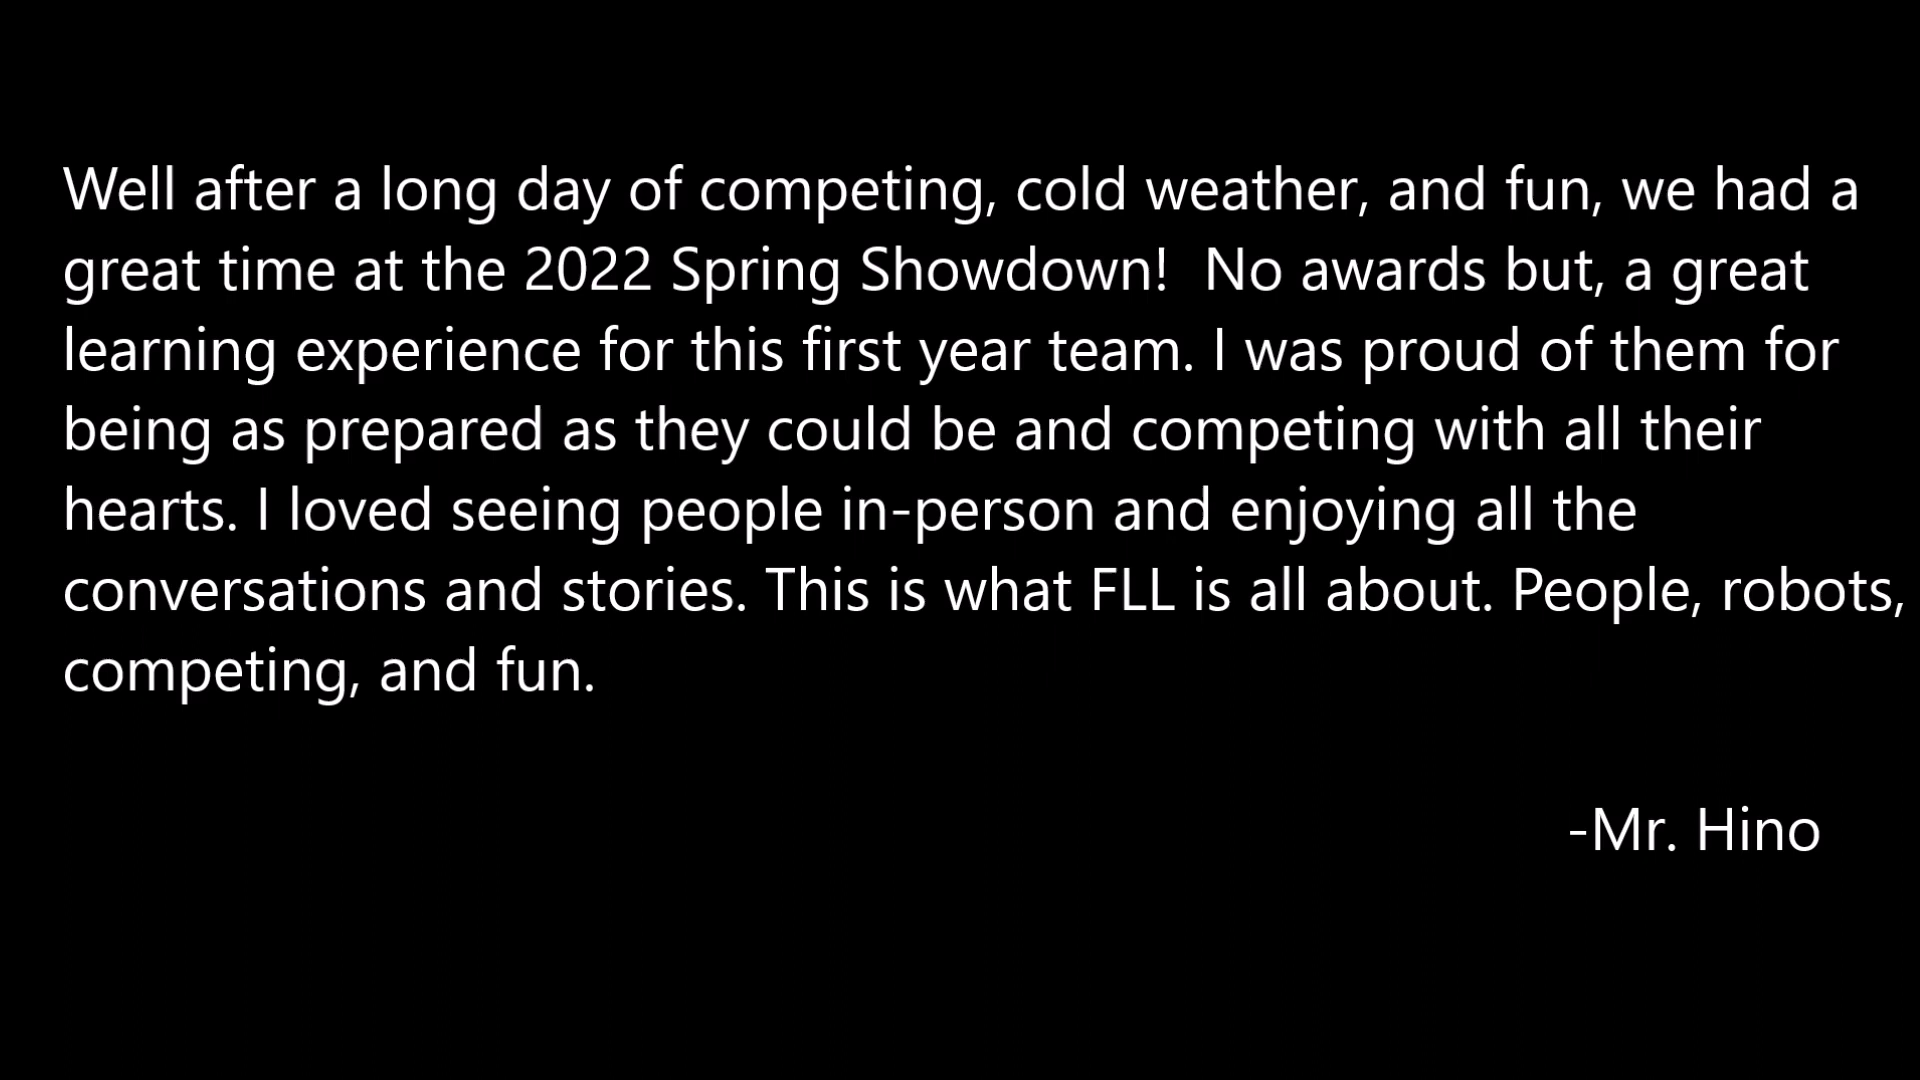 Well after a long day of competing, cold weather, and fun, we had a
great time at the 2022 Spring Showdown!  No awards but, a great
learning experience for this first year team. I was proud of them for
being as prepared as they could be and competing with all their
hearts. I loved seeing people in-person and enjoying all the
conversations and stories. This is what FLL is all about. People, robots,
competing, and fun.
-Mr. Hino